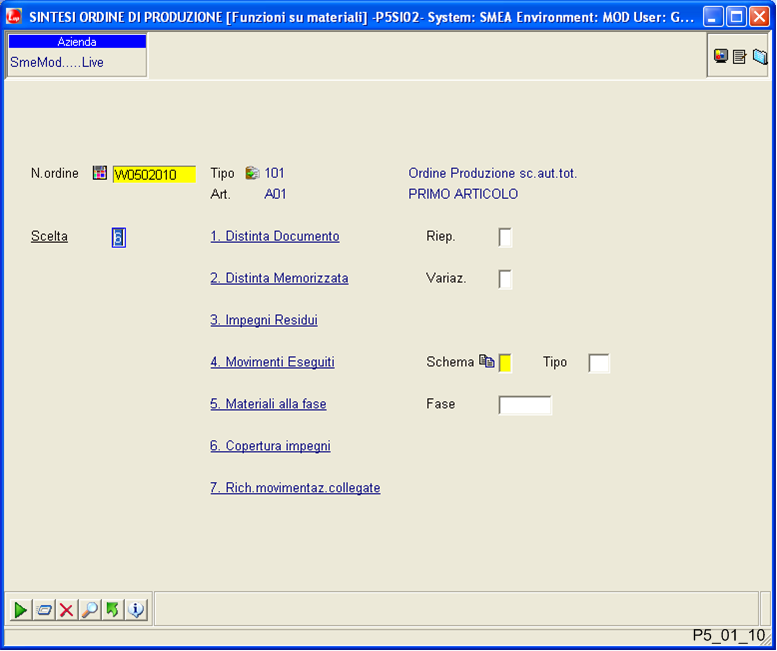 SINTESI ORDINE DI PRODUZIONE [Funzioni su materiali] -P5SI02- System: SMEA Environment: MOD User: G...
Azienda
SmeMod.....Live
N.ordine W0502010 Tipo 101 Ordine Produzione sc.aut.tot.
Art. A01 PRIMO ARTICOLO
Scelta 6 1. Distinta Documento Riep.
2. Distinta Memorizzata Variaz.
3. Impegni Residui
4. Movimenti Eseguiti Schema Tipo
5. Materiali alla fase Fase
6. Copertura impegni
7. Rich.movimentaz.collegate
P5_01_10